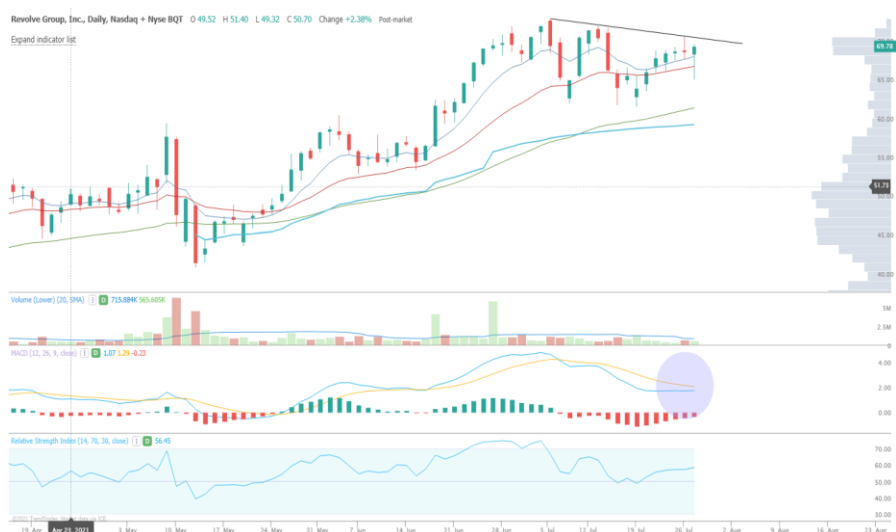 Revolve Group, Inc., Daily, Nasdaq + Nyse BQT O 49.52 H 51.40 L 49.32 C 50.70 Change +2.38% Post-market
Expand indicator list
69.78
65.00
60.00
55.00
51.73
50.00
45.00
40.00
Volume (Lower) (20, SMA) D 715.884K 565.605K
5M
2.5M
0
MACD (12, 26, 9, close) D 1.07 1.29 -0.23
4.00
2.00
0.00
Relative Strength Index (14, 70, 30, close) D 56.45
70.00
50.00
30.00
19. Apr Apr 23, 2021 3. May 10. May 17. May 24. May 31. May 7. Jun 14. Jun 21. Jun 28. Jun 5. Jul 12. Jul 19. Jul 26. Jul 2. Aug 9. Aug 16. Aug 23. Aug